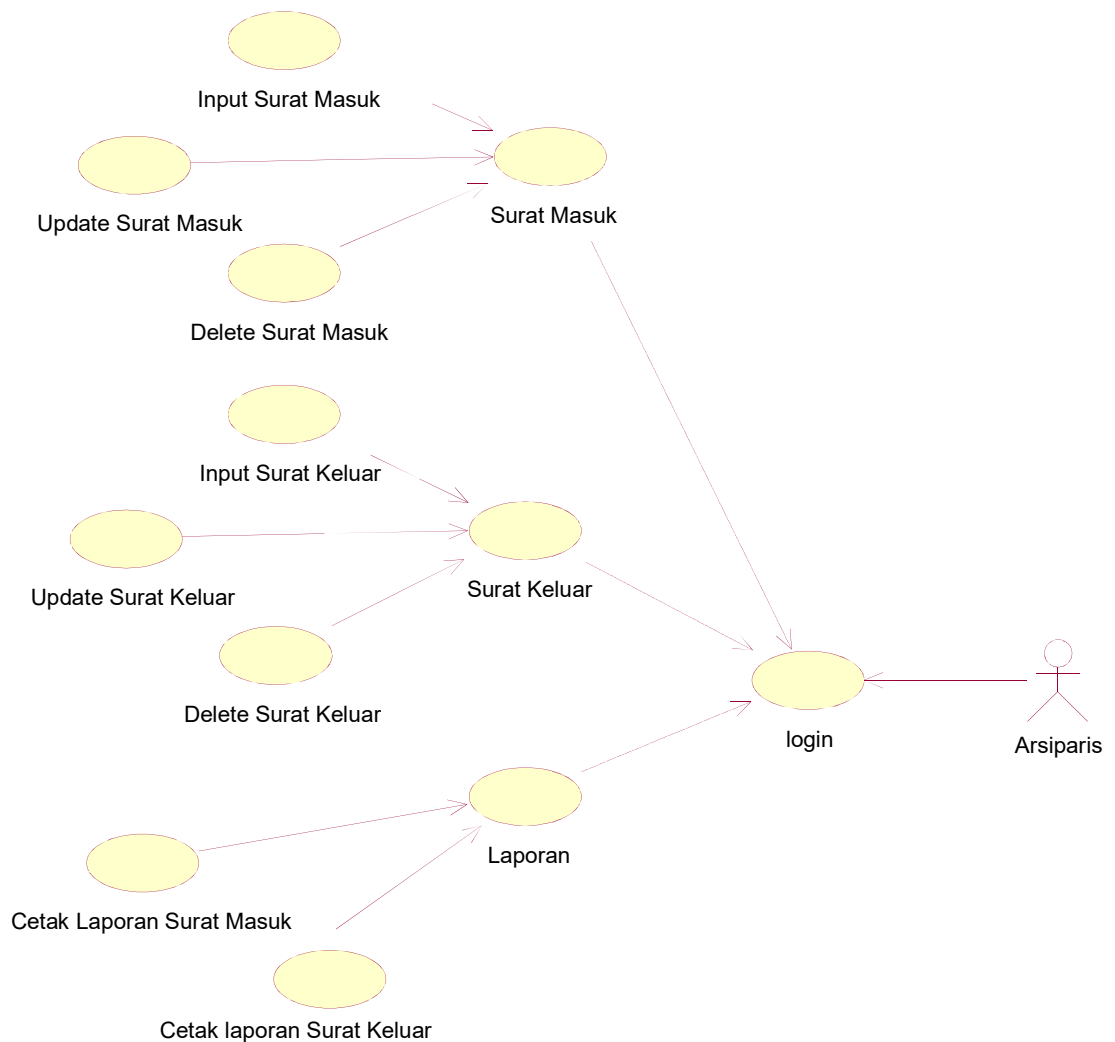 Input Surat Masuk
Update Surat Masuk
Surat Masuk
Delete Surat Masuk
Input Surat Keluar
Update Surat Keluar
Surat Keluar
Delete Surat Keluar
login
Arsiparis
Laporan
Cetak Laporan Surat Masuk
Cetak laporan Surat Keluar